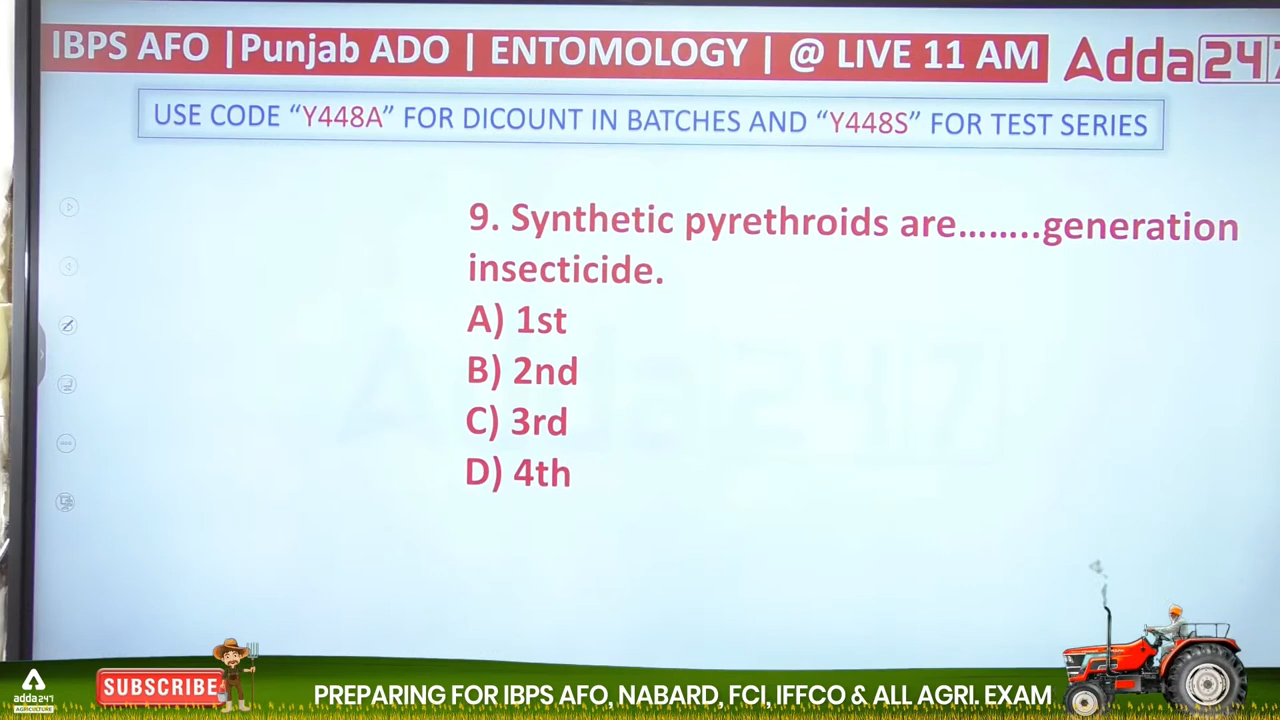 IBPS AFO |Punjab ADO | ENTOMOLOGY | @ LIVE 11 AM
Adda247
USE CODE “Y448A” FOR DICOUNT IN BATCHES AND “Y448S” FOR TEST SERIES
9. Synthetic pyrethroids are........generation
insecticide.
A) 1st
B) 2nd
C) 3rd
D) 4th
Adda247
adda247
AGRICULTURE
SUBSCRIBE
PREPARING FOR IBPS AFO, NABARD, FCI, IFFCO & ALL AGRI. EXAM